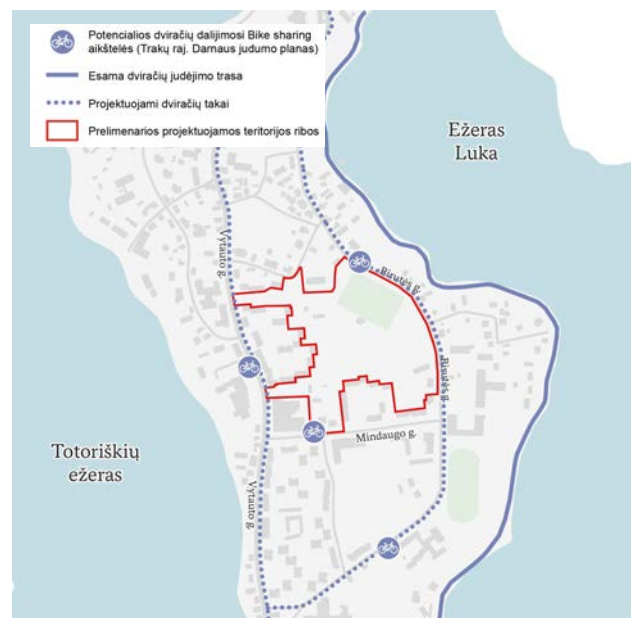 Potencialios dviračių dalijimosi Bike sharing
aikštelės (Trakų raj. Darnaus judumo planas)
Esama dviračių judėjimo trasa
Projektuojami dviračių takai
Prelimenarios projektuojamos teritorijos ribos
Ežeras
Luka
Vytauto g.
Birutės g.
Birutės g.
Mindaugo g.
Totoriškių
ežeras
Vytauto g.